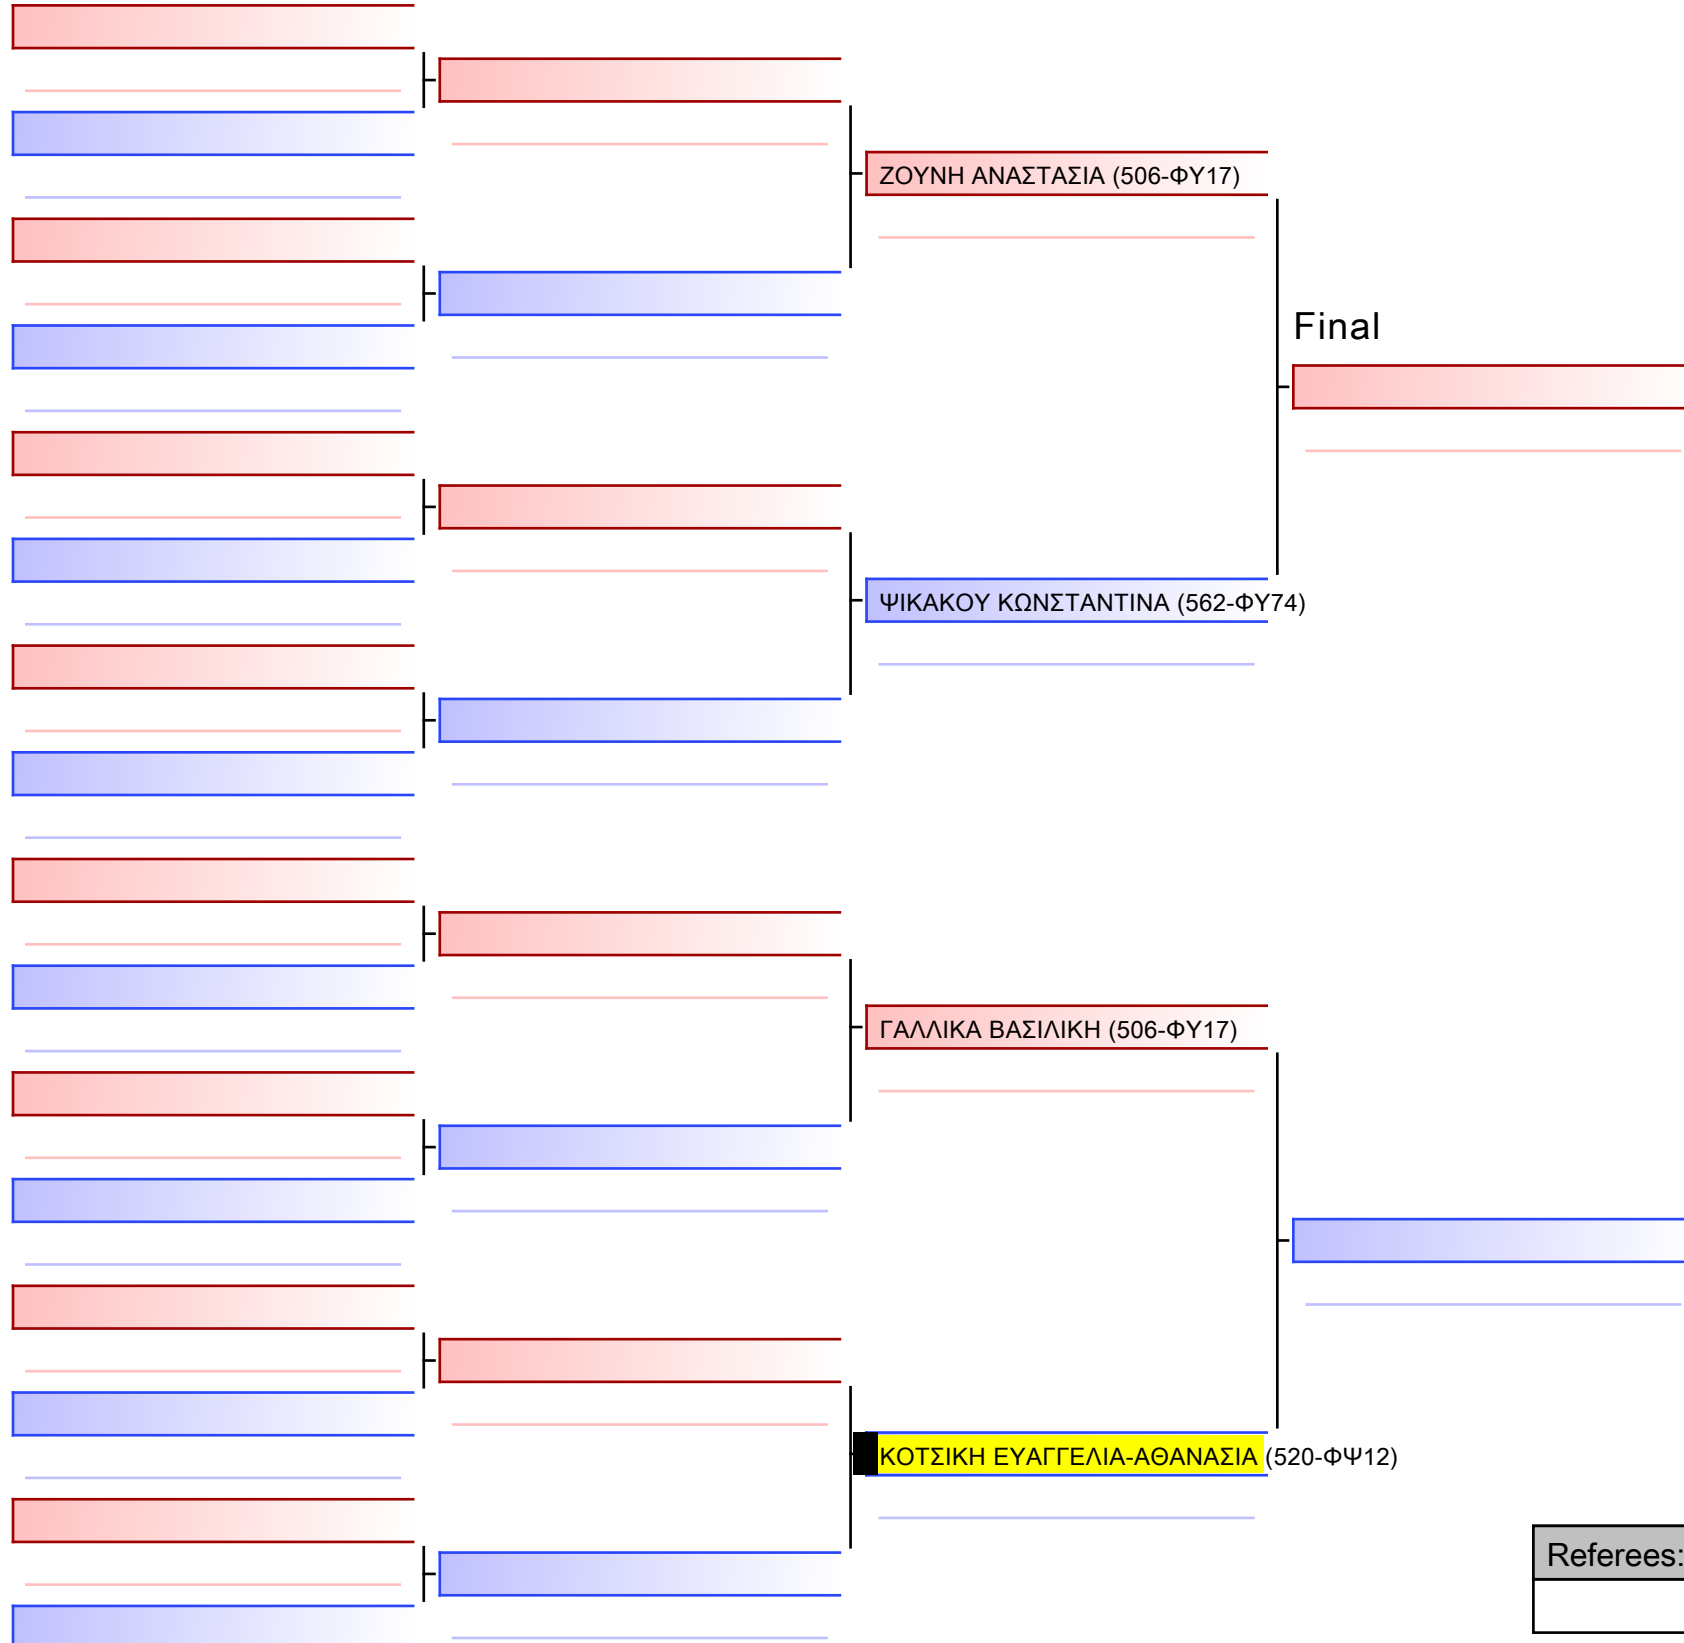 ΖΟΥΝΗ ΑΝΑΣΤΑΣΙΑ (506-ΦΥ17)
Final
ΨΙΚΑΚΟΥ ΚΩΝΣΤΑΝΤΙΝΑ (562-ΦΥ74)
ΓΑΛΛΙΚΑ ΒΑΣΙΛΙΚΗ (506-ΦΥ17)
ΚΟΤΣΙΚΗ ΕΥΑΓΓΕΛΙΑ-ΑΘΑΝΑΣΙΑ (520-ΦΨ12)
Referees: